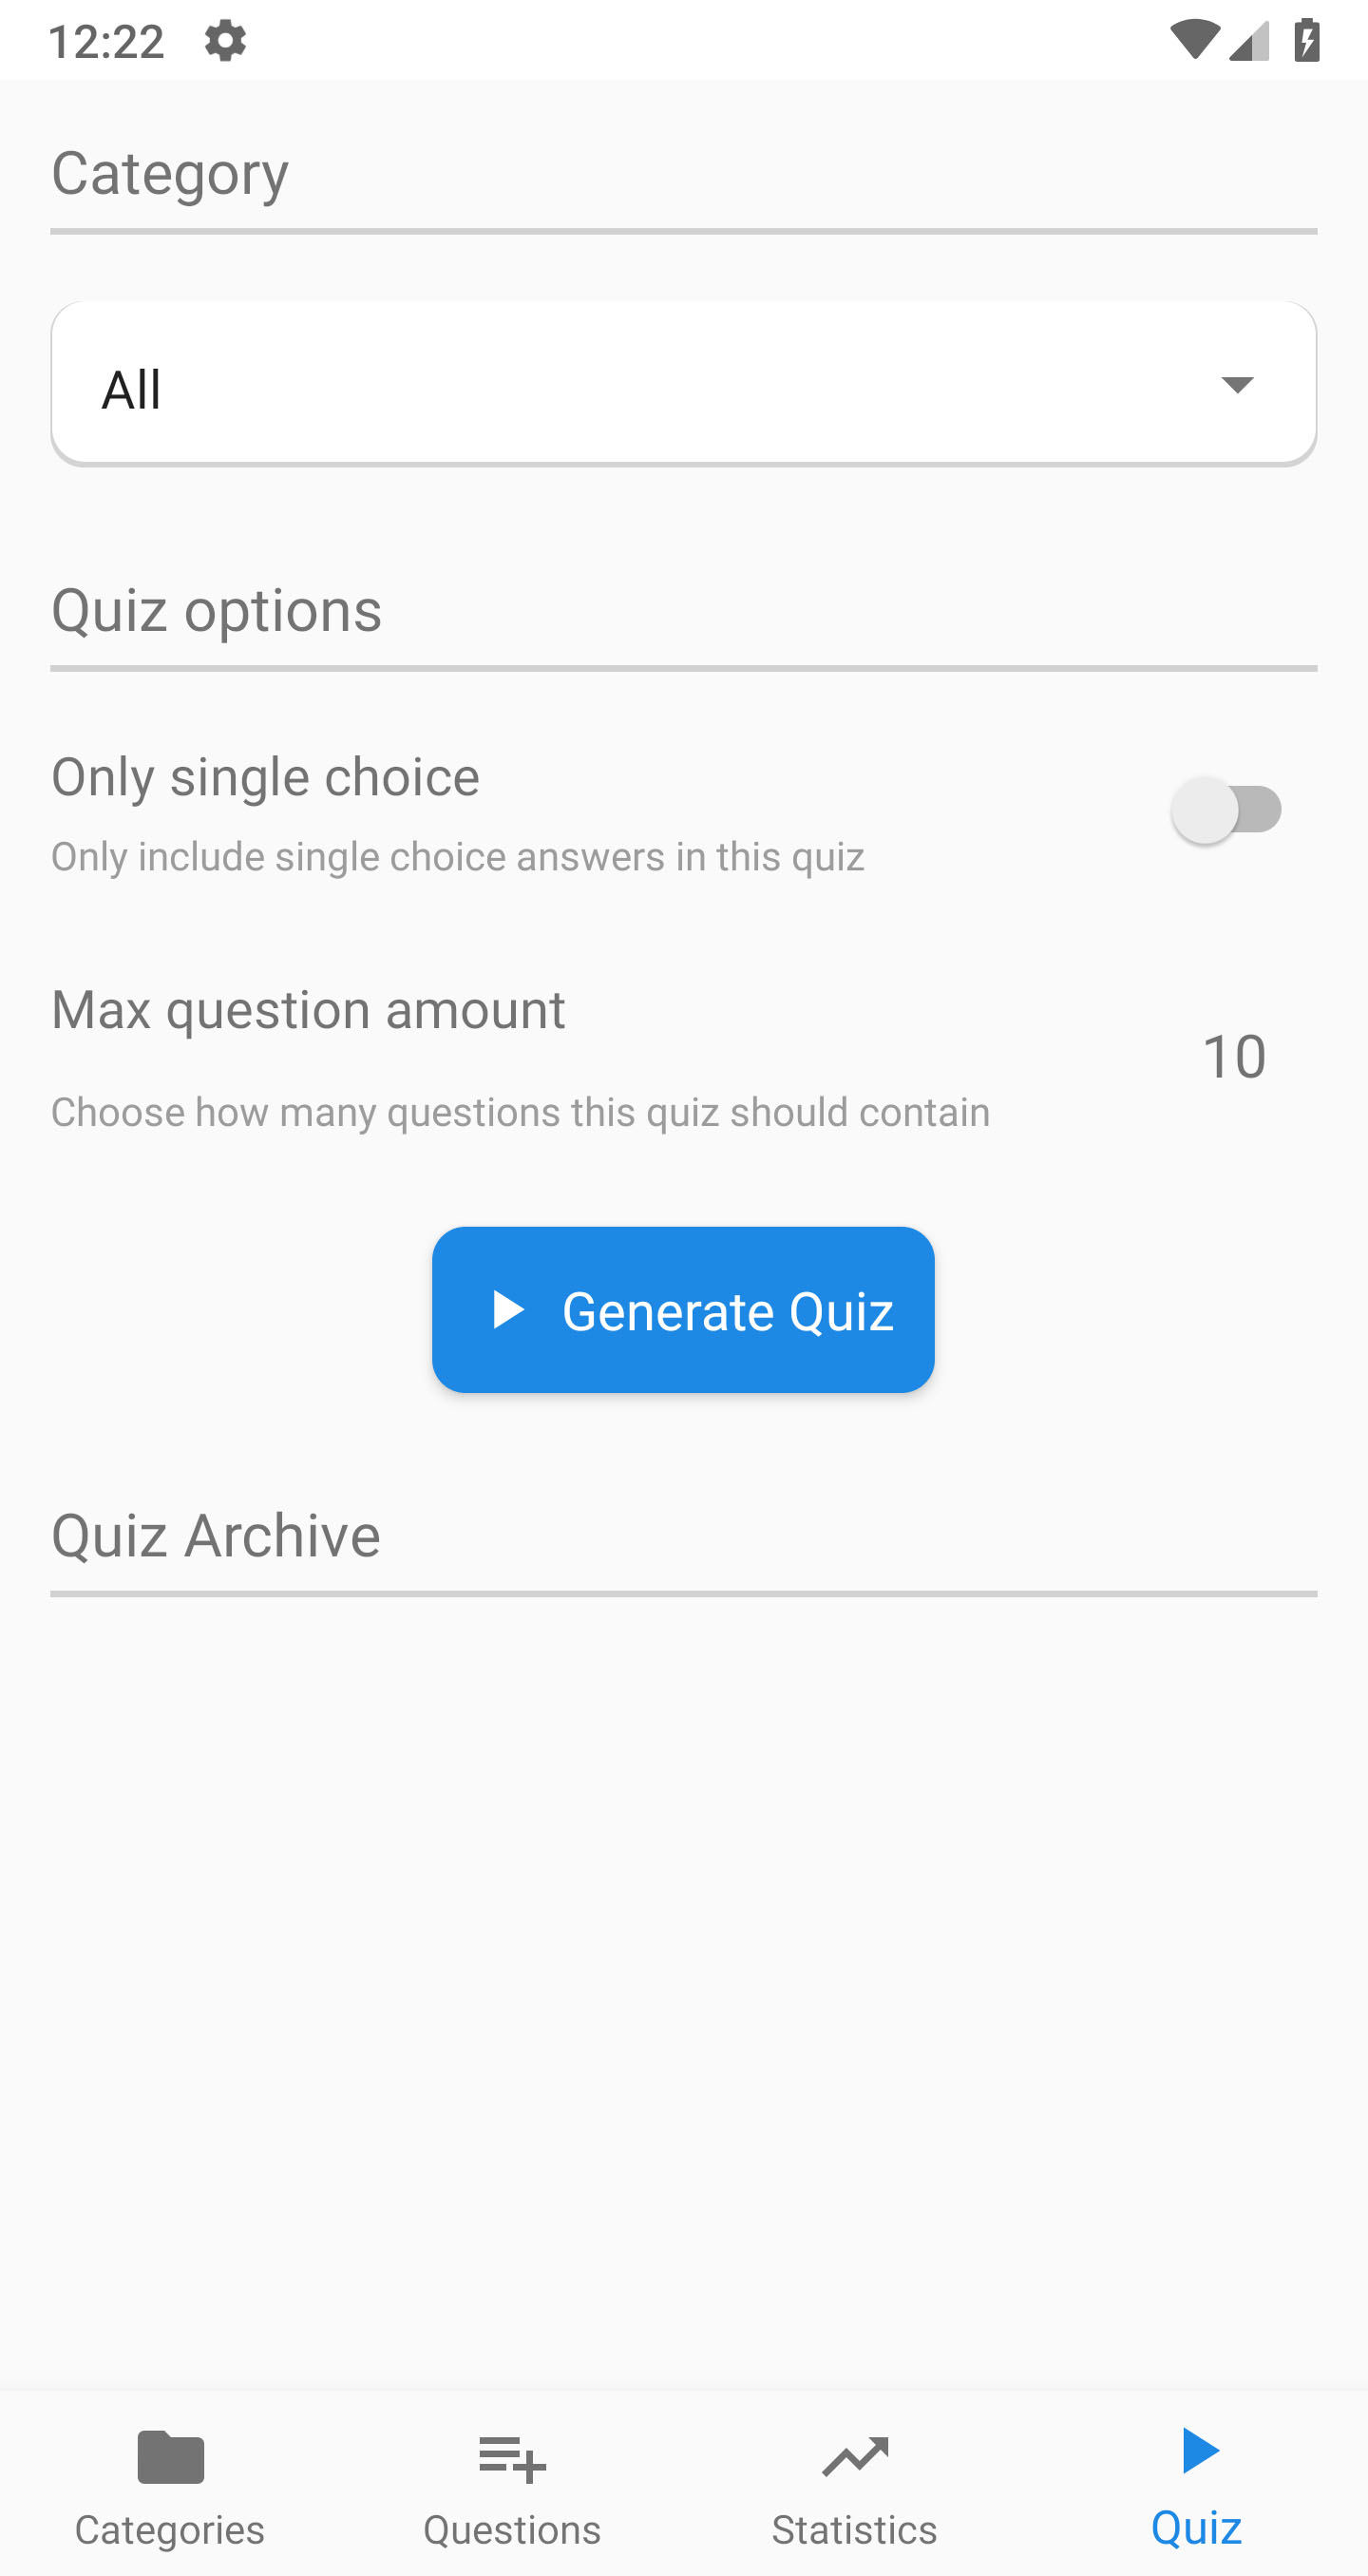 12:22
Category
All
Quiz options
Only single choice
Only include single choice answers in this quiz
Max question amount
10
Choose how many questions this quiz should contain
Generate Quiz
Quiz Archive
Categories
Questions
Statistics
Quiz